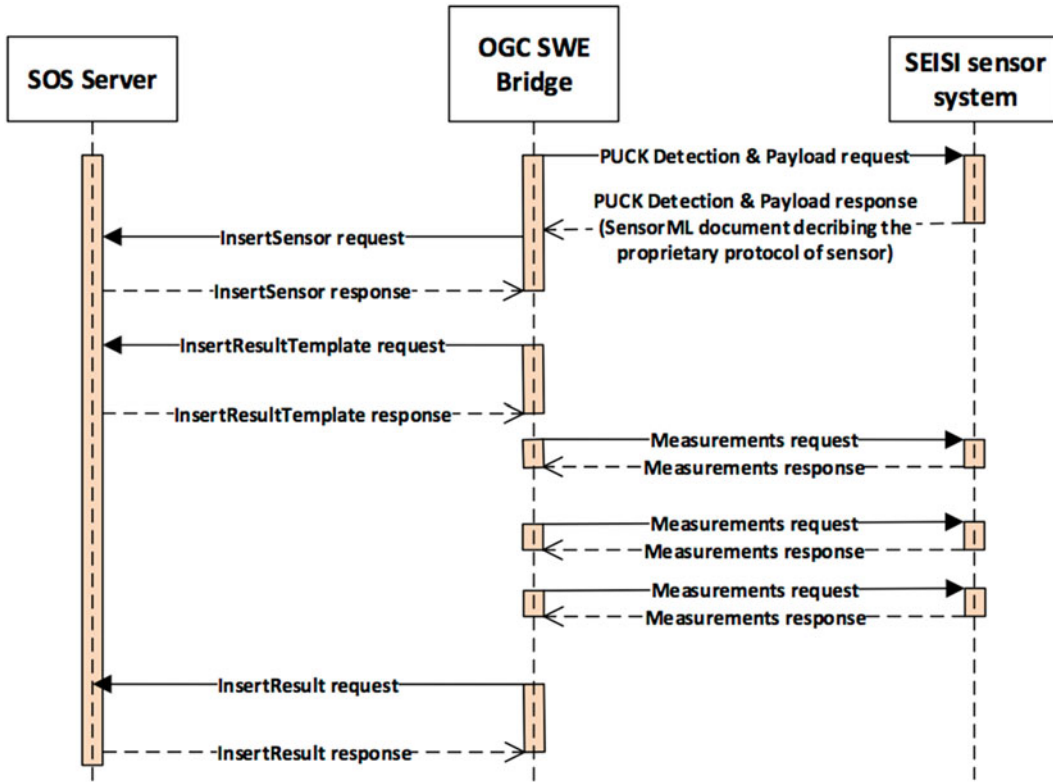 SOS Server
OGC SWE
Bridge
SEISI sensor
system
PUCK Detection & Payload request
PUCK Detection & Payload response
(SensorML document decribing the
proprietary protocol of sensor)
InsertSensor request
InsertSensor response
InsertResultTemplate request
InsertResultTemplate response
Measurements request
Measurements response
Measurements request
Measurements response
Measurements request
Measurements response
InsertResult request
InsertResult response